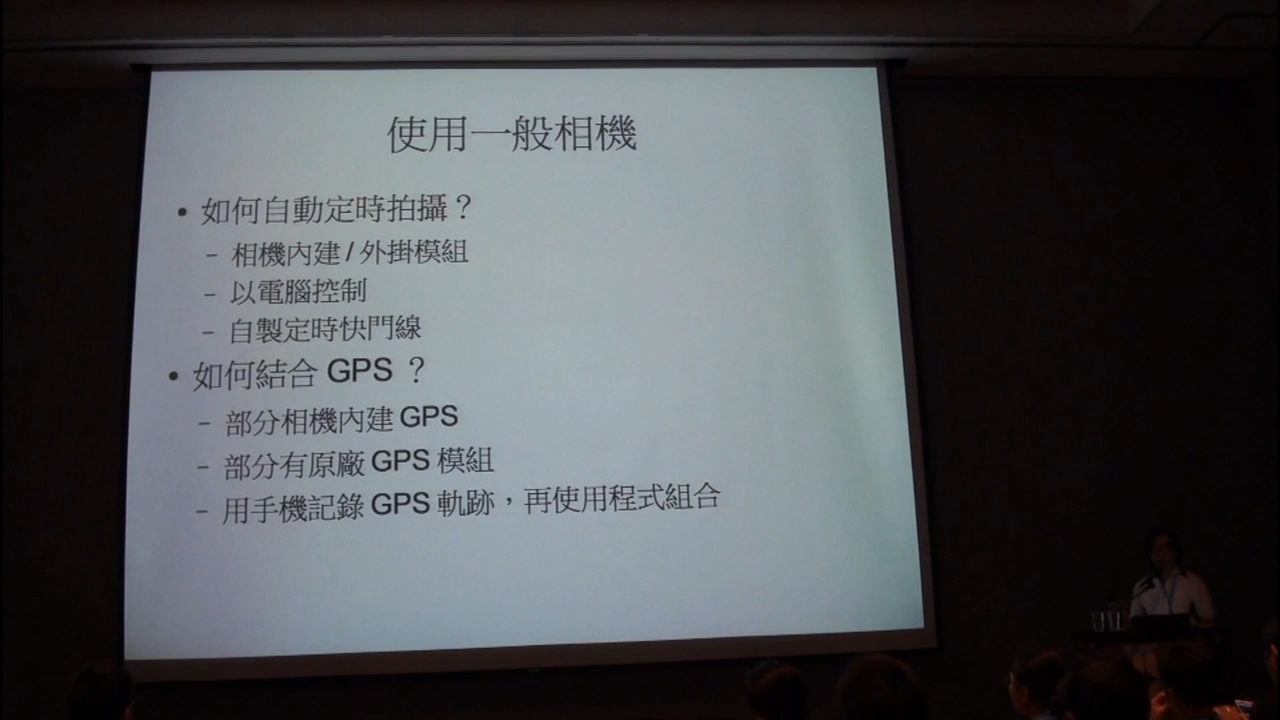 使用一般相機
• 如何自動定時拍攝？
– 相機內建 / 外掛模組
– 以電腦控制
– 自製定時快門線
• 如何結合 GPS ？
– 部分相機內建 GPS
– 部分有原廠 GPS 模組
– 用手機記錄 GPS 軌跡，再使用程式組合